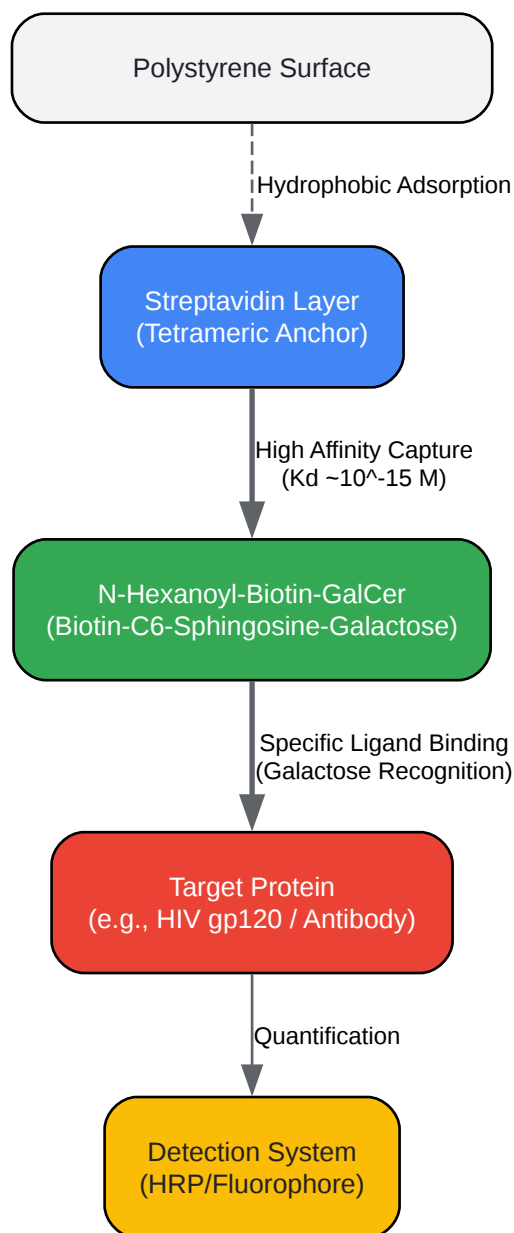 Polystyrene Surface
Hydrophobic Adsorption
Streptavidin Layer
(Tetrameric Anchor)
High Affinity Capture
(Kd ~10^-15 M)
N-Hexanoyl-Biotin-GalCer
(Biotin-C6-Sphingosine-Galactose)
Specific Ligand Binding
(Galactose Recognition)
Target Protein
(e.g., HIV gp120 / Antibody)
Quantification
Detection System
(HRP/Fluorophore)